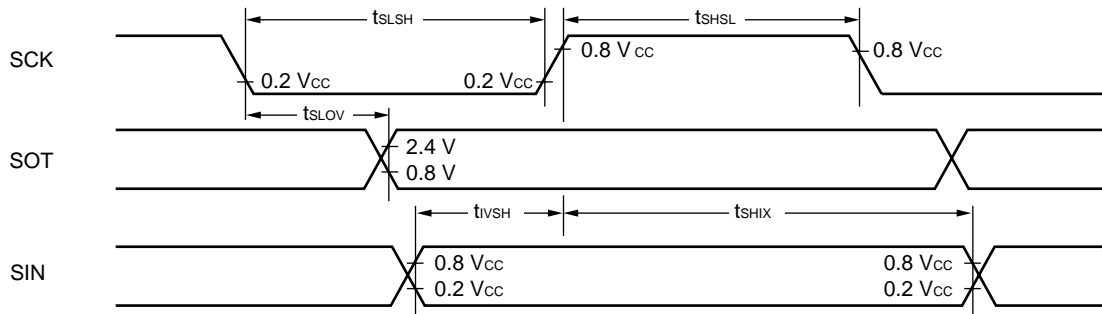 tSLSH
tSHSL
SCK
0.8 VCC
0.8 VCC
0.2 VCC
0.2 VCC
tSLOV
SOT
2.4 V
0.8 V
tIVSH
tSHIX
SIN
0.8 VCC
0.8 VCC
0.2 VCC
0.2 VCC